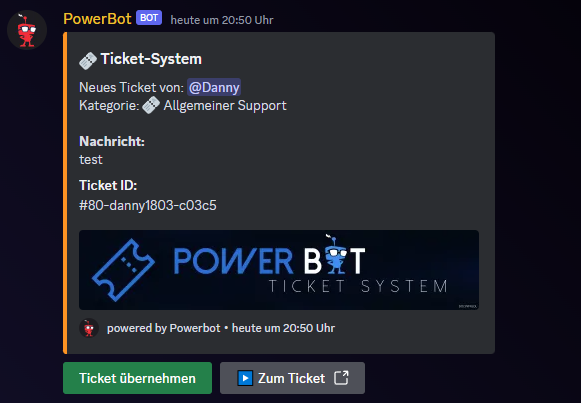 PowerBot BOT heute um 20:50 Uhr
Ticket-System
Neues Ticket von: @Danny
Kategorie: Allgemeiner Support
Nachricht:
test
Ticket ID:
#80-danny1803-c03c5
POWER BOT
TICKET SYSTEM
powered by Powerbot • heute um 20:50 Uhr
Ticket übernehmen
Zum Ticket